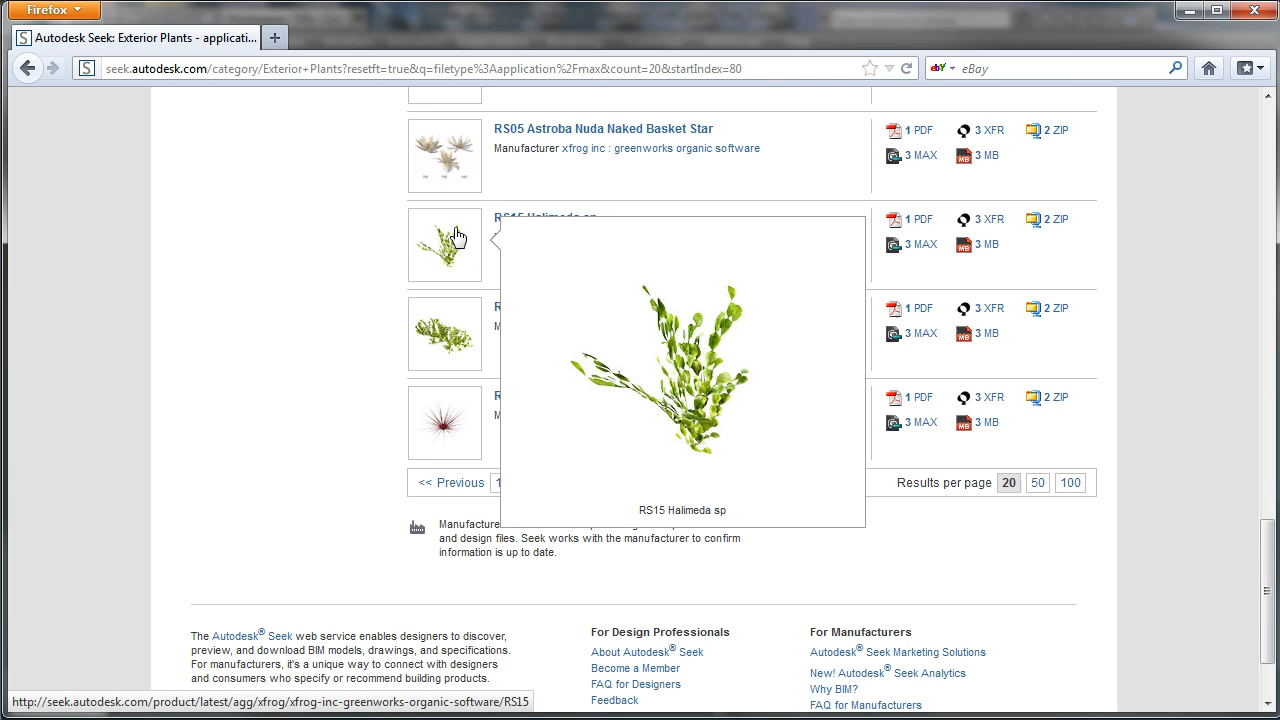 Firefox
Autodesk Seek: Exterior Plants - applicati...
seek.autodesk.com/category/Exterior+Plants?resetft=true&q=filetype%3Aapplication%2Fmax&count=20&startIndex=80
eBay
RS05 Astroba Nuda Naked Basket Star
Manufacturer xfrog inc : greenworks organic software
1 PDF 3 XFR 2 ZIP
3 MAX 3 MB
RS15 Halimeda sp
1 PDF 3 XFR 2 ZIP
3 MAX 3 MB
1 PDF 3 XFR 2 ZIP
3 MAX 3 MB
1 PDF 3 XFR 2 ZIP
3 MAX 3 MB
<< Previous 1
Results per page 20 50 100
RS15 Halimeda sp
Manufacturer
and design files. Seek works with the manufacturer to confirm
information is up to date.
The Autodesk® Seek web service enables designers to discover,
preview, and download BIM models, drawings, and specifications.
For manufacturers, it's a unique way to connect with designers
and consumers who specify or recommend building products.
For Design Professionals
About Autodesk® Seek
Become a Member
FAQ for Designers
Feedback
For Manufacturers
Autodesk® Seek Marketing Solutions
New! Autodesk® Seek Analytics
Why BIM?
FAQ for Manufacturers
http://seek.autodesk.com/product/latest/agg/xfrog/xfrog-inc-greenworks-organic-software/RS15